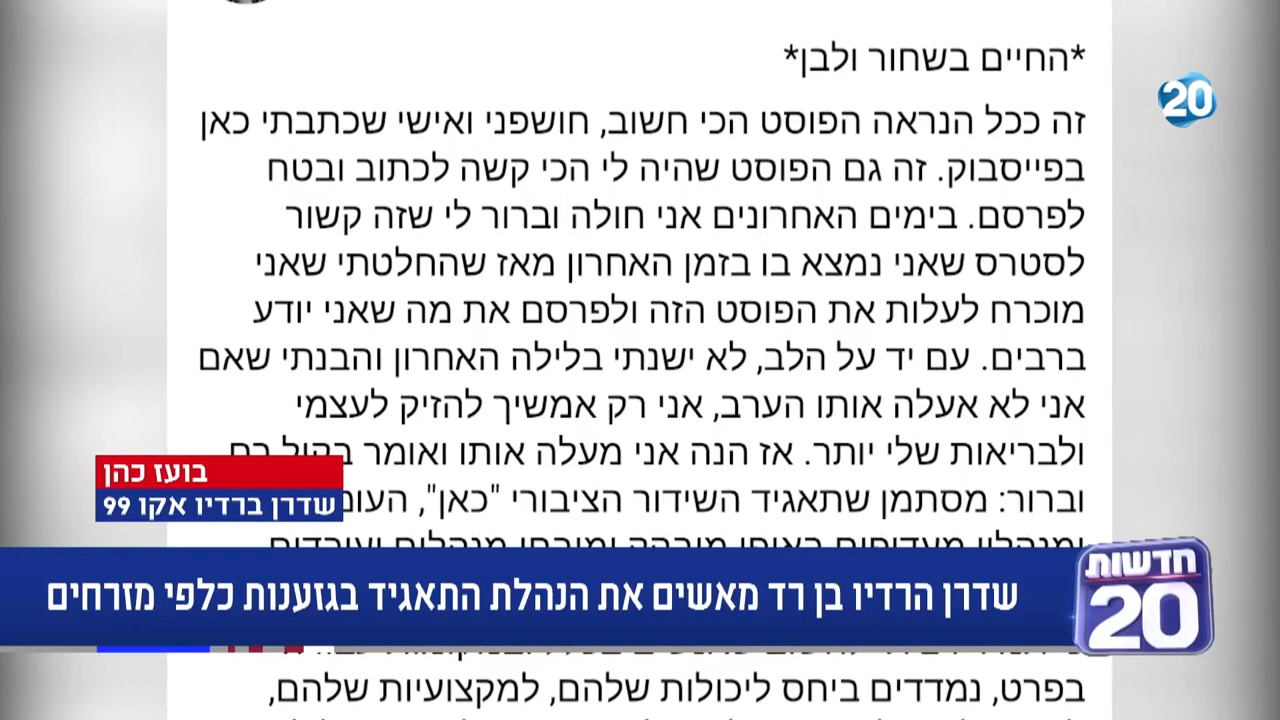 *החיים בשחור ולבן*
20
זה ככל הנראה הפוסט הכי חשוב, חושפני ואישי שכתבתי כאן
בפייסבוק. זה גם הפוסט שהיה לי הכי קשה לכתוב ובטח
לפרסם. בימים האחרונים אני חולה וברור לי שזה קשור
לסטרס שאני נמצא בו בזמן האחרון מאז שהחלטתי שאני
מוכרח לעלות את הפוסט הזה ולפרסם את מה שאני יודע
ברבים. עם יד על הלב, לא ישנתי בלילה האחרון והבנתי שאם
אני לא אעלה אותו הערב, אני רק אמשיך להזיק לעצמי
ולבריאות שלי יותר. אז הנה אני מעלה אותו ואומר בקול רם
בועז כהן
וברור: מסתמן שתאגיד השידור הציבורי "כאן",
שדרן ברדיו אקו 99
חדשות
20
שדרן הרדיו בן רד מאשים את הנהלת התאגיד בגזענות כלפי מזרחים
בפרט, נמדדים ביחס ליכולות שלהם, למקצועיות שלהם,